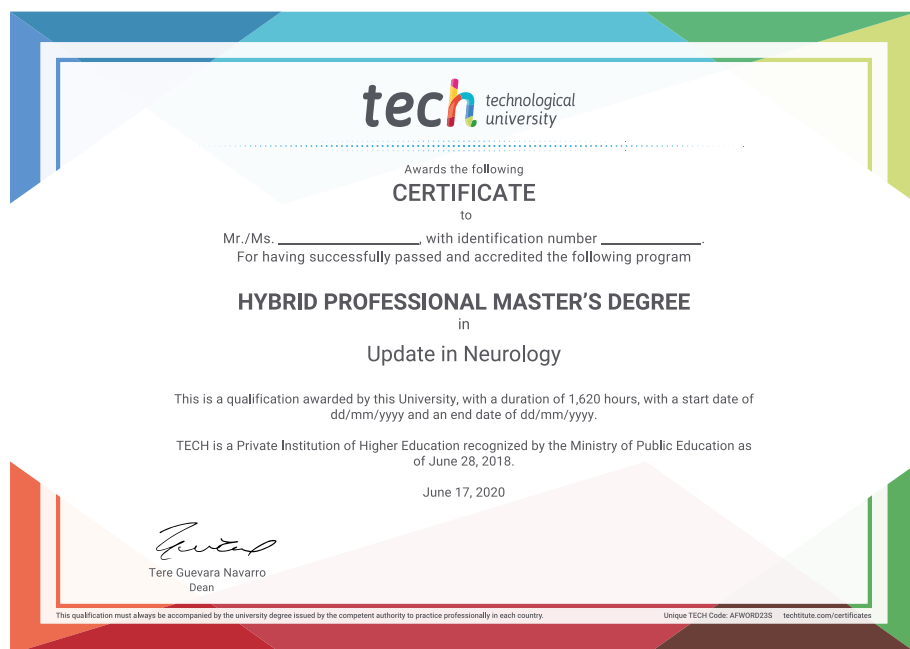 tech technological
university
Awards the following
CERTIFICATE
to
Mr./Ms. ____________________, with identification number ______________.
For having successfully passed and accredited the following program
HYBRID PROFESSIONAL MASTER’S DEGREE
in
Update in Neurology
This is a qualification awarded by this University, with a duration of 1,620 hours, with a start date of
dd/mm/yyyy and an end date of dd/mm/yyyy.
TECH is a Private Institution of Higher Education recognized by the Ministry of Public Education as
of June 28, 2018.
June 17, 2020
Tere Guevara Navarro
Dean
This qualification must always be accompanied by the university degree issued by the competent authority to practice professionally in each country.
Unique TECH Code: AFWORD23S techtitute.com/certificates